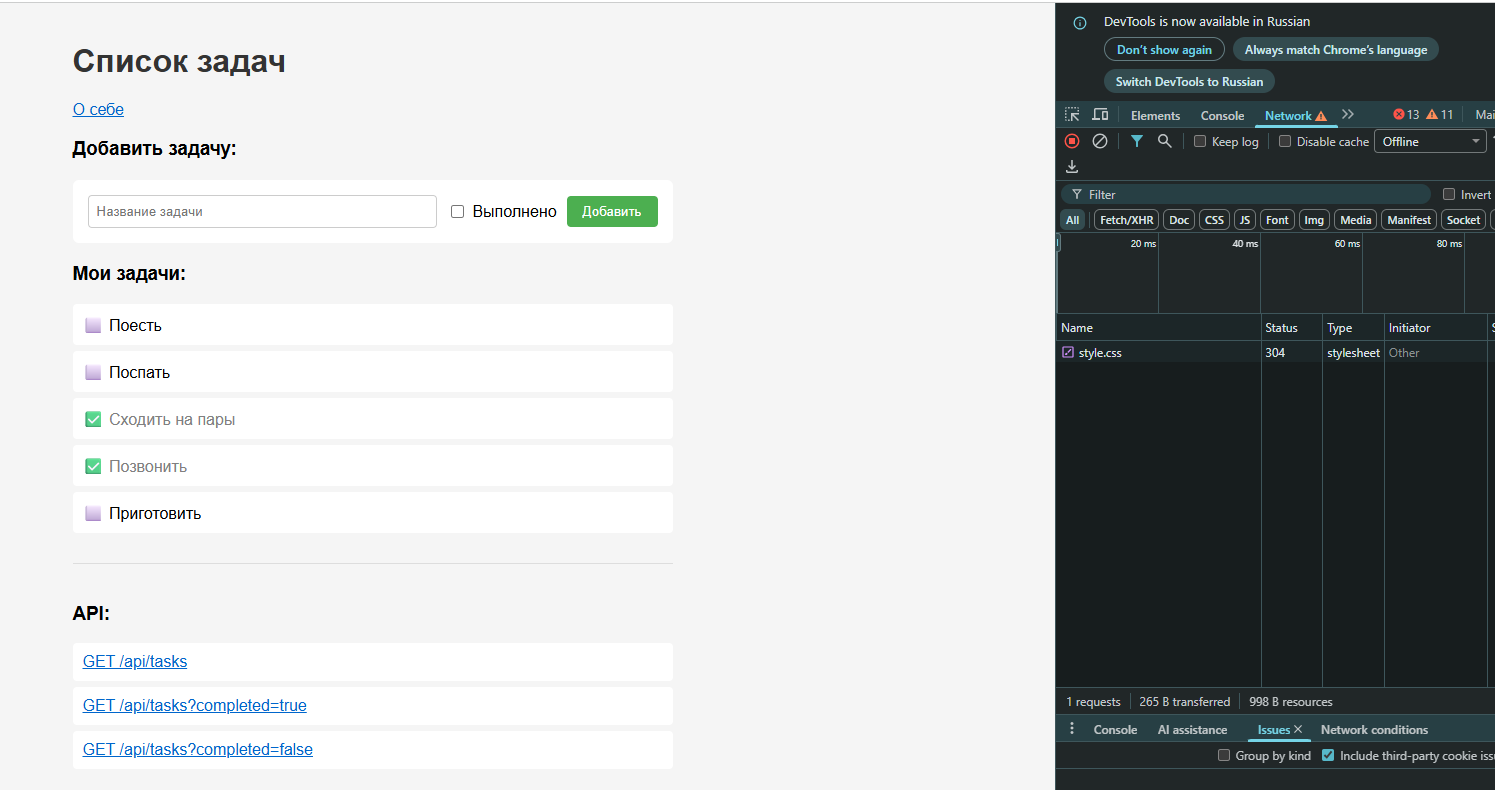 Список задач
О себе
Добавить задачу:
Название задачи
Выполнено
Добавить
Мои задачи:
Поесть
Поспать
Сходить на пары
Позвонить
Приготовить
API:
GET /api/tasks
GET /api/tasks?completed=true
GET /api/tasks?completed=false
DevTools is now available in Russian
Don't show again
Always match Chrome's language
Switch DevTools to Russian
Elements Console Network 13 11
Keep log Disable cache Offline
Filter Invert
All Fetch/XHR Doc CSS JS Font Img Media Manifest Socket
20 ms 40 ms 60 ms 80 ms
Name Status Type Initiator
style.css 304 stylesheet Other
1 requests 265 B transferred 998 B resources
Console AI assistance Issues Network conditions
Group by kind Include third-party cookie